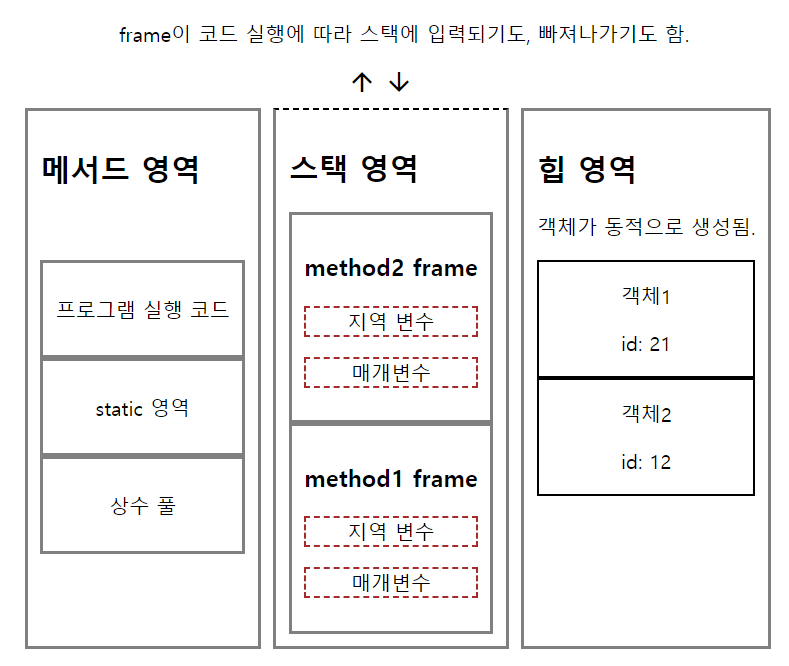 frame이 코드 실행에 따라 스택에 입력되기도, 빠져나가기도 함.
↑ ↓
메서드 영역
프로그램 실행 코드
static 영역
상수 풀
스택 영역
method2 frame
지역 변수
매개변수
method1 frame
지역 변수
매개변수
힙 영역
객체가 동적으로 생성됨.
객체1
id: 21
객체2
id: 12